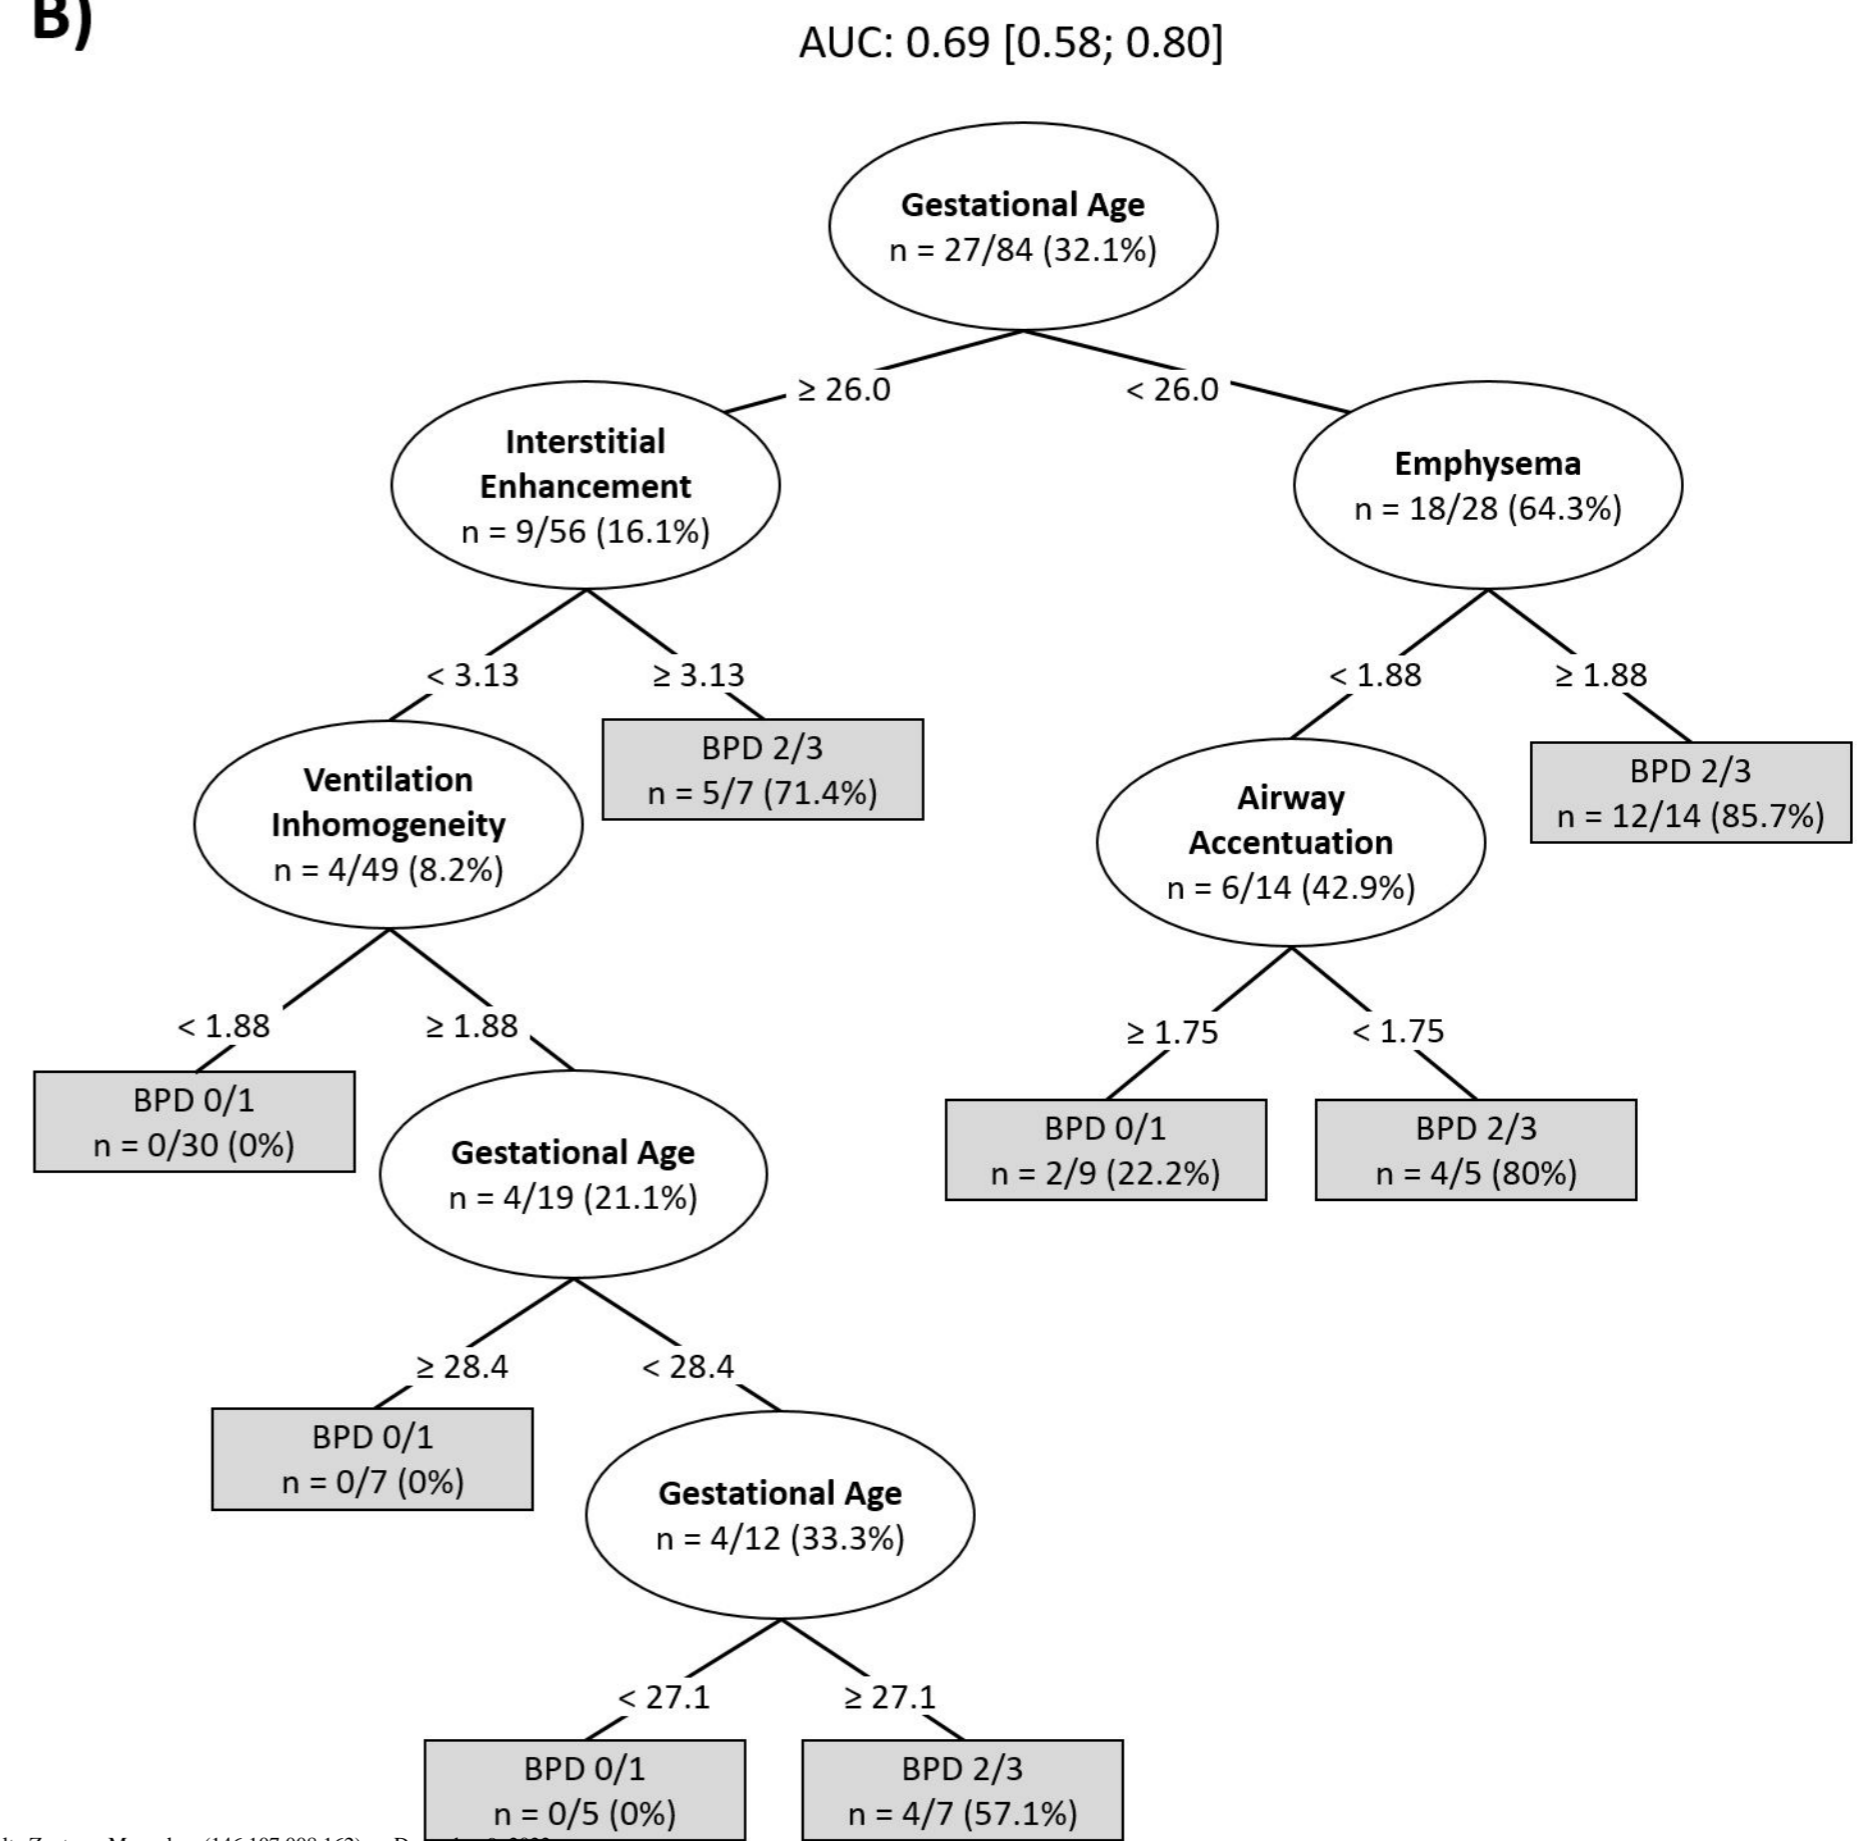 B)
AUC: 0.69 [0.58; 0.80]
Gestational Age
n = 27/84 (32.1%)
≥ 26.0
< 26.0
Interstitial
Enhancement
n = 9/56 (16.1%)
Emphysema
n = 18/28 (64.3%)
< 3.13
≥ 3.13
< 1.88
≥ 1.88
Ventilation
Inhomogeneity
n = 4/49 (8.2%)
BPD 2/3
n = 5/7 (71.4%)
Airway
Accentuation
n = 6/14 (42.9%)
BPD 2/3
n = 12/14 (85.7%)
< 1.88
≥ 1.88
≥ 1.75
< 1.75
BPD 0/1
n = 0/30 (0%)
Gestational Age
n = 4/19 (21.1%)
BPD 0/1
n = 2/9 (22.2%)
BPD 2/3
n = 4/5 (80%)
≥ 28.4
< 28.4
BPD 0/1
n = 0/7 (0%)
Gestational Age
n = 4/12 (33.3%)
< 27.1
≥ 27.1
BPD 0/1
n = 0/5 (0%)
BPD 2/3
n = 4/7 (57.1%)